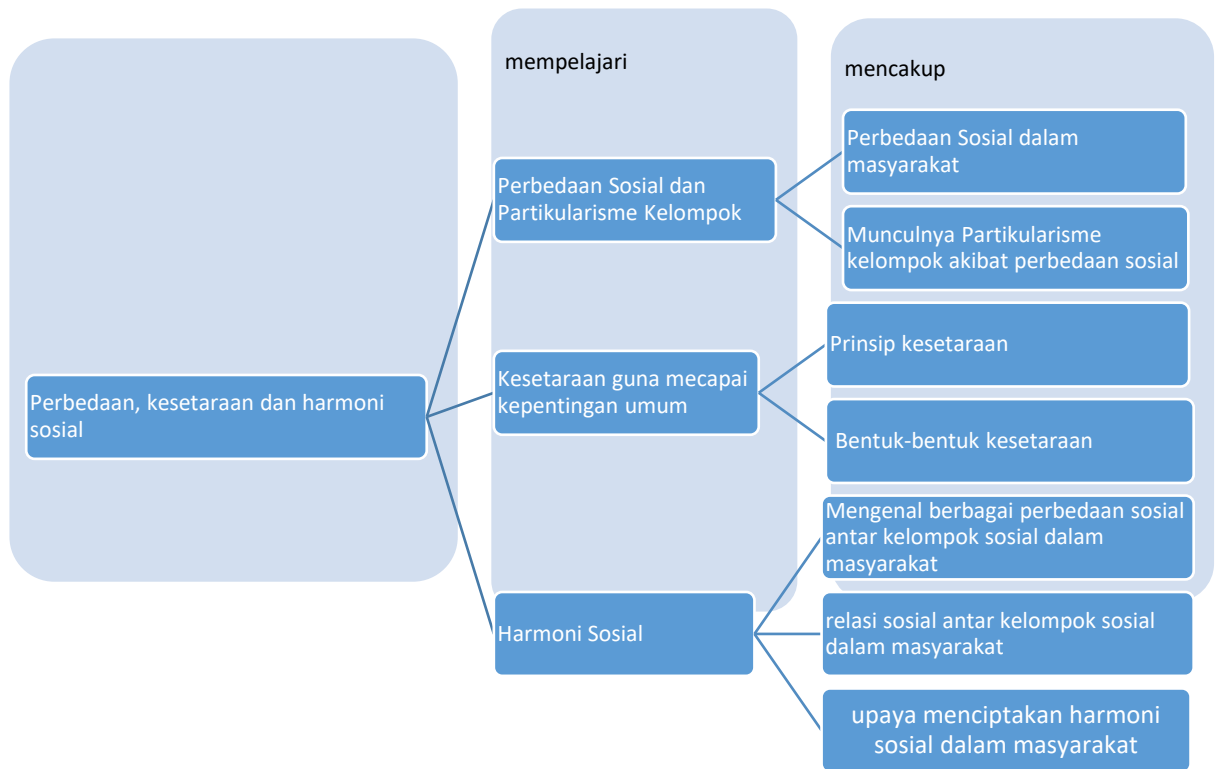 mempelajari
mencakup
Perbedaan, kesetaraan dan harmoni
sosial
Perbedaan Sosial dan
Partikularisme Kelompok
Perbedaan Sosial dalam
masyarakat
Munculnya Partikularisme
kelompok akibat perbedaan sosial
Kesetaraan guna mecapai
kepentingan umum
Prinsip kesetaraan
Bentuk-bentuk kesetaraan
Harmoni Sosial
Mengenal berbagai perbedaan sosial
antar kelompok sosial dalam
masyarakat
relasi sosial antar kelompok sosial
dalam masyarakat
upaya menciptakan harmoni
sosial dalam masyarakat